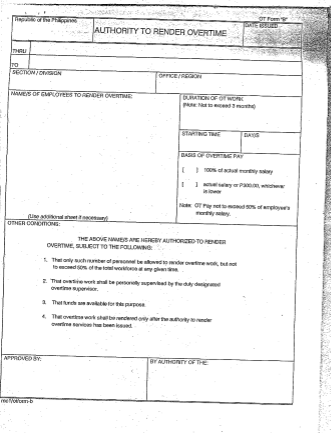 Republic of the Philippines
OT Form "B"
AUTHORITY TO RENDER OVERTIME
DATE ISSUED
THRU
TO
SECTION / DIVISION
OFFICE / REGION
NAME/S OF EMPLOYEES TO RENDER OVERTIME:
DURATION OF OT WORK
(Note: Not to exceed 3 months)
STARTING TIME
DAYS
BASIS OF OVERTIME PAY
[ ] 100% of actual monthly salary
[ ] actual salary or P300.00, whichever
is lower
Note: OT Pay not to exceed 50% of employee's
monthly salary.
(Use additional sheet if necessary)
OTHER CONDITIONS:
THE ABOVE NAME/S ARE HEREBY AUTHORIZED TO RENDER
OVERTIME, SUBJECT TO THE FOLLOWING:
1. That only such number of personnel be allowed to render overtime work, but not
to exceed 50% of the total workforce at any given time.
2. That overtime work shall be personally supervised by the duly designated
overtime supervisor.
3. That funds are available for this purpose.
4. That overtime work shall be rendered only after the authority to render
overtime services has been issued.
APPROVED BY:
BY AUTHORITY OF THE: